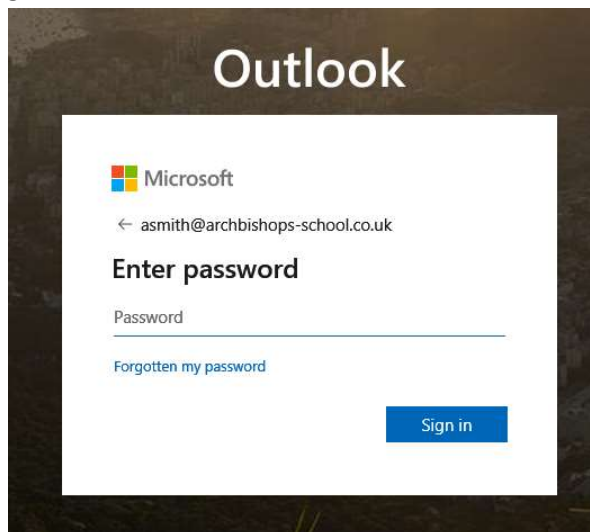 Outlook
Microsoft
← asmith@archbishops-school.co.uk
Enter password
Password
Forgotten my password
Sign in